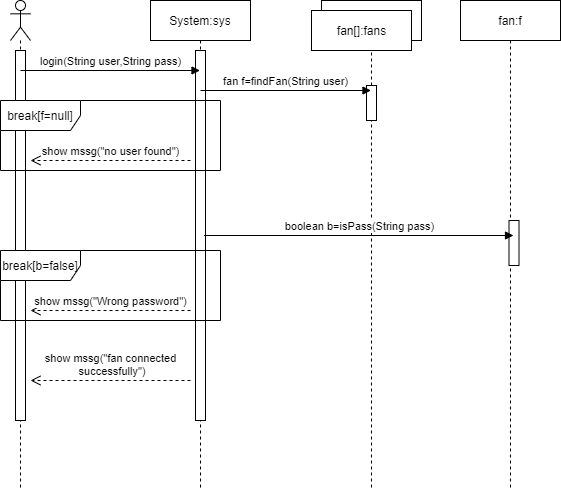 System:sys
fan[]:fans
fan:f
login(String user,String pass)
fan f=findFan(String user)
break[f=null]
show mssg("no user found")
boolean b=isPass(String pass)
break[b=false]
show mssg("Wrong password")
show mssg("fan connected
successfully")